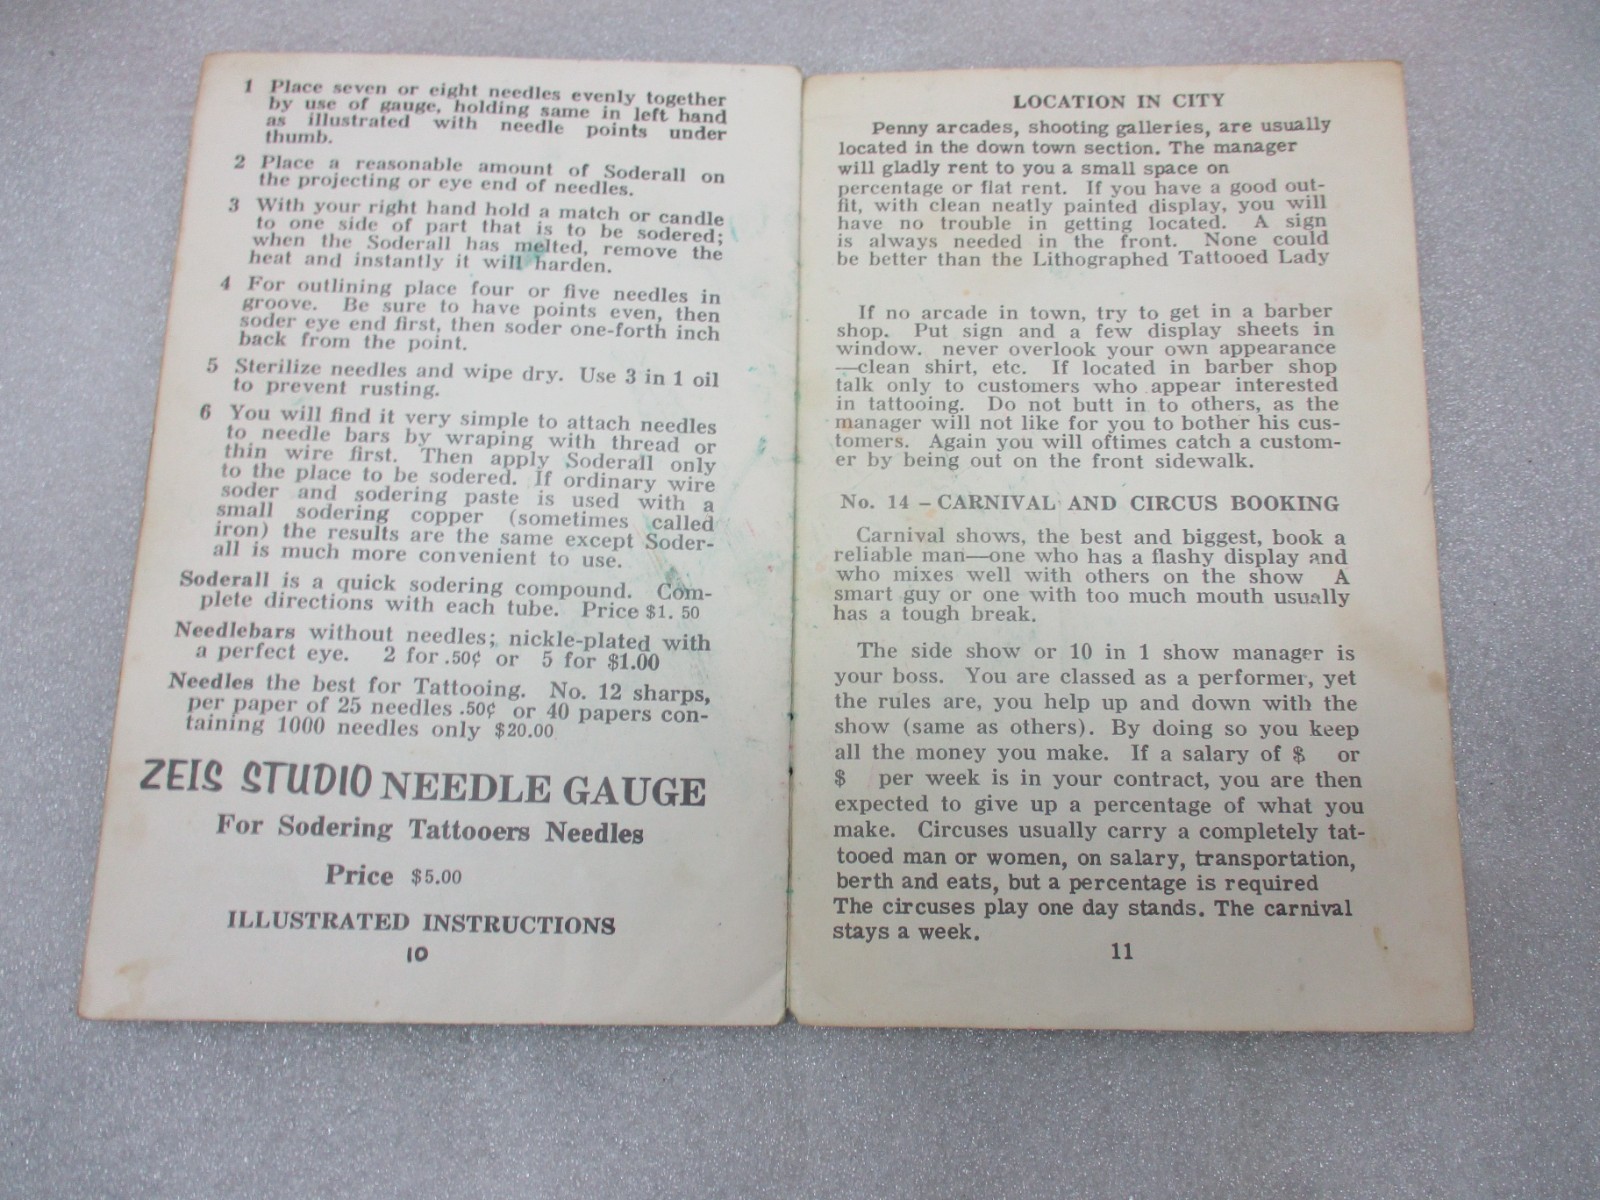 1 Place seven or eight needles evenly together
by use of gauge, holding same in left hand
as illustrated with needle points under
thumb.
2 Place a reasonable amount of Soderall on
the projecting or eye end of needles.
3 With your right hand hold a match or candle
to one side of part that is to be sodered;
when the Soderall has melted, remove the
heat and instantly it will harden.
4 For outlining place four or five needles in
groove. Be sure to have points even, then
soder eye end first, then soder one-forth inch
back from the point.
5 Sterilize needles and wipe dry. Use 3 in 1 oil
to prevent rusting.
6 You will find it very simple to attach needles
to needle bars by wraping with thread or
thin wire first. Then apply Soderall only
to the place to be sodered. If ordinary wire
soder and sodering paste is used with a
small sodering copper (sometimes called
iron) the results are the same except Soder-
all is much more convenient to use.
Soderall is a quick sodering compound. Com-
plete directions with each tube. Price $1. 50
Needlebars without needles; nickle-plated with
a perfect eye. 2 for .50¢ or 5 for $1.00
Needles the best for Tattooing. No. 12 sharps,
per paper of 25 needles .50¢ or 40 papers con-
taining 1000 needles only $20.00
ZEIS STUDIO NEEDLE GAUGE
For Sodering Tattooers Needles
Price $5.00
ILLUSTRATED INSTRUCTIONS
10
LOCATION IN CITY
Penny arcades, shooting galleries, are usually
located in the down town section. The manager
will gladly rent to you a small space on
percentage or flat rent. If you have a good out-
fit, with clean neatly painted display, you will
have no trouble in getting located. A sign
is always needed in the front. None could
be better than the Lithographed Tattooed Lady
If no arcade in town, try to get in a barber
shop. Put sign and a few display sheets in
window. never overlook your own appearance
—clean shirt, etc. If located in barber shop
talk only to customers who appear interested
in tattooing. Do not butt in to others, as the
manager will not like for you to bother his cus-
tomers. Again you will oftimes catch a custom-
er by being out on the front sidewalk.
No. 14 – CARNIVAL AND CIRCUS BOOKING
Carnival shows, the best and biggest, book a
reliable man—one who has a flashy display and
who mixes well with others on the show A
smart guy or one with too much mouth usually
has a tough break.
The side show or 10 in 1 show manager is
your boss. You are classed as a performer, yet
the rules are, you help up and down with the
show (same as others). By doing so you keep
all the money you make. If a salary of $ or
$ per week is in your contract, you are then
expected to give up a percentage of what you
make. Circuses usually carry a completely tat-
tooed man or women, on salary, transportation,
berth and eats, but a percentage is required
The circuses play one day stands. The carnival
stays a week.
11